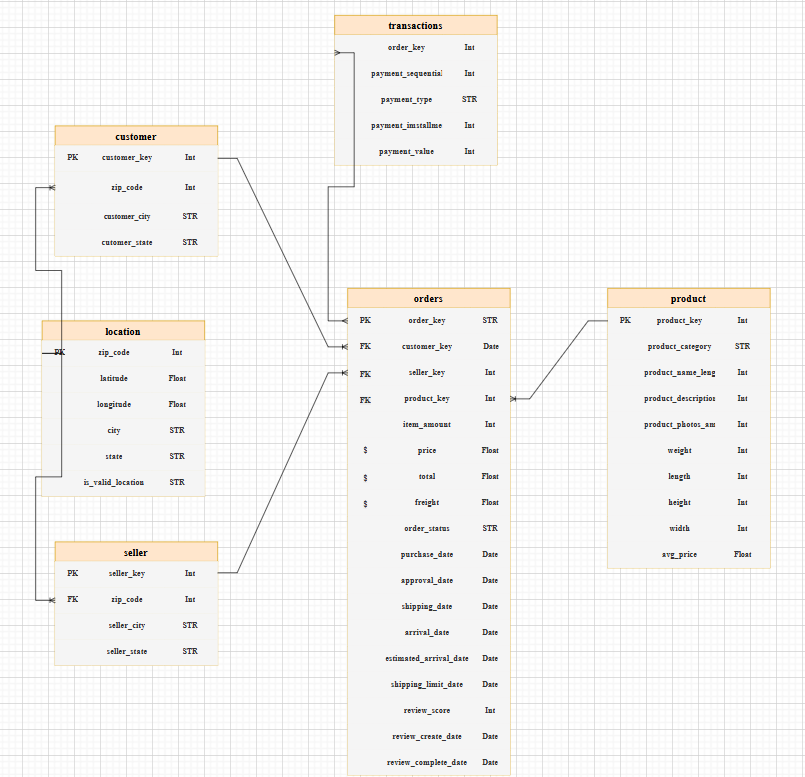 transactions
order_key Int
payment_sequential Int
payment_type STR
payment_imstallme Int
payment_value Int
customer
PK customer_key Int
zip_code Int
customer_city STR
cutomer_state STR
location
PK zip_code Int
latitude Float
longitude Float
city STR
state STR
is_valid_location STR
seller
PK seller_key Int
FK zip_code Int
seller_city STR
seller_state STR
orders
PK order_key STR
FK customer_key Date
FK seller_key Int
FK product_key Int
item_amount Int
$ price Float
$ total Float
$ freight Float
order_status STR
purchase_date Date
approval_date Date
shipping_date Date
arrival_date Date
estimated_arrival_date Date
shipping_limit_date Date
review_score Int
review_create_date Date
review_complete_date Date
product
PK product_key Int
product_category STR
product_name_leng Int
product_description Int
product_photos_am Int
weight Int
length Int
height Int
width Int
avg_price Float